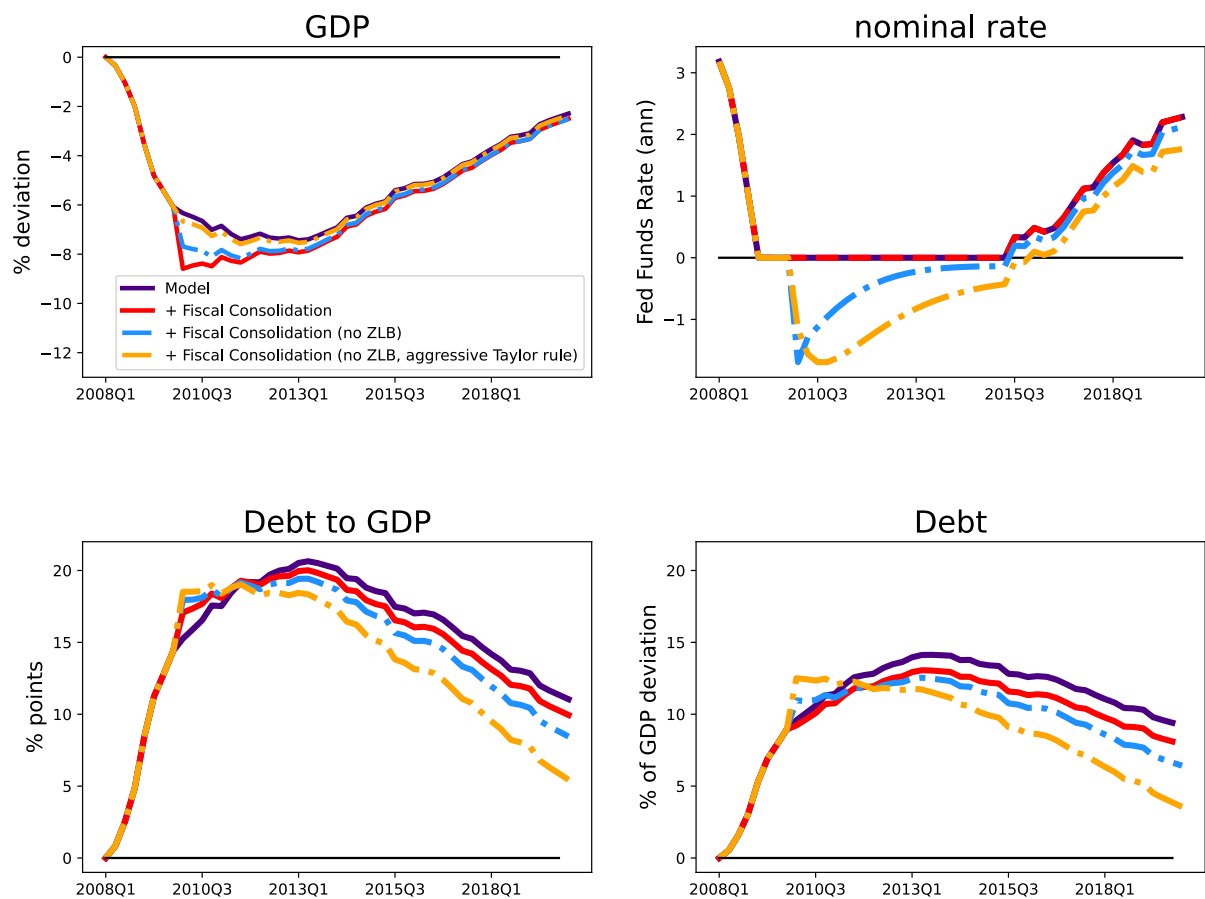 GDP
% deviation
0
−2
−4
−6
−8
−10
−12
Model
+ Fiscal Consolidation
+ Fiscal Consolidation (no ZLB)
+ Fiscal Consolidation (no ZLB, aggressive Taylor rule)
2008Q1 2010Q3 2013Q1 2015Q3 2018Q1
nominal rate
Fed Funds Rate (ann)
3
2
1
0
−1
2008Q1 2010Q3 2013Q1 2015Q3 2018Q1
Debt to GDP
% points
20
15
10
5
0
2008Q1 2010Q3 2013Q1 2015Q3 2018Q1
Debt
% of GDP deviation
20
15
10
5
0
2008Q1 2010Q3 2013Q1 2015Q3 2018Q1